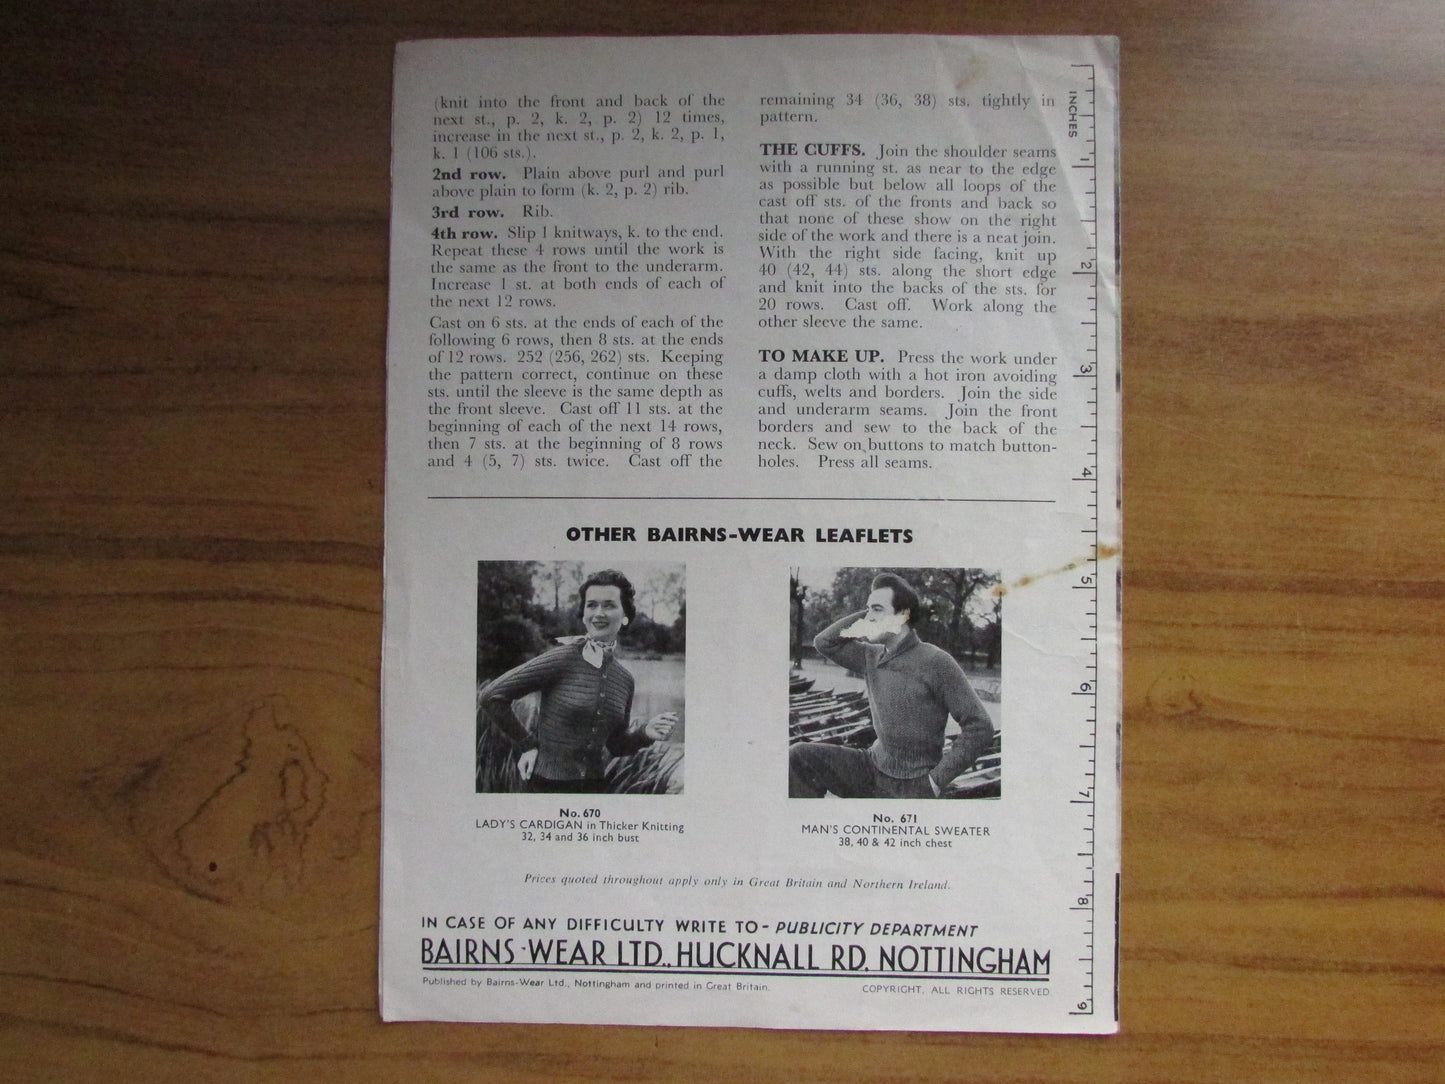 (knit into the front and back of the
next st., p. 2, k. 2, p. 2) 12 times,
increase in the next st., p. 2, k. 2, p. 1,
k. 1 (106 sts.).
2nd row. Plain above purl and purl
above plain to form (k. 2, p. 2) rib.
3rd row. Rib.
4th row. Slip 1 knitways, k. to the end.
Repeat these 4 rows until the work is
the same as the front to the underarm.
Increase 1 st. at both ends of each of
the next 12 rows.
Cast on 6 sts. at the ends of each of the
following 6 rows, then 8 sts. at the ends
of 12 rows. 252 (256, 262) sts. Keeping
the pattern correct, continue on these
sts. until the sleeve is the same depth as
the front sleeve. Cast off 11 sts. at the
beginning of each of the next 14 rows,
then 7 sts. at the beginning of 8 rows
and 4 (5, 7) sts. twice. Cast off the
remaining 34 (36, 38) sts. tightly in
pattern.
THE CUFFS. Join the shoulder seams
with a running st. as near to the edge
as possible but below all loops of the
cast off sts. of the fronts and back so
that none of these show on the right
side of the work and there is a neat join.
With the right side facing, knit up
40 (42, 44) sts. along the short edge
and knit into the backs of the sts. for
20 rows. Cast off. Work along the
other sleeve the same.
TO MAKE UP. Press the work under
a damp cloth with a hot iron avoiding
cuffs, welts and borders. Join the side
and underarm seams. Join the front
borders and sew to the back of the
neck. Sew on buttons to match button-
holes. Press all seams.
INCHES
1
2
3
4
5
6
7
8
9
OTHER BAIRNS-WEAR LEAFLETS
No. 670
LADY'S CARDIGAN in Thicker Knitting
32, 34 and 36 inch bust
No. 671
MAN'S CONTINENTAL SWEATER
38, 40 & 42 inch chest
Prices quoted throughout apply only in Great Britain and Northern Ireland.
IN CASE OF ANY DIFFICULTY WRITE TO - PUBLICITY DEPARTMENT
BAIRNS-WEAR LTD., HUCKNALL RD. NOTTINGHAM
Published by Bairns-Wear Ltd., Nottingham and printed in Great Britain.
COPYRIGHT, ALL RIGHTS RESERVED